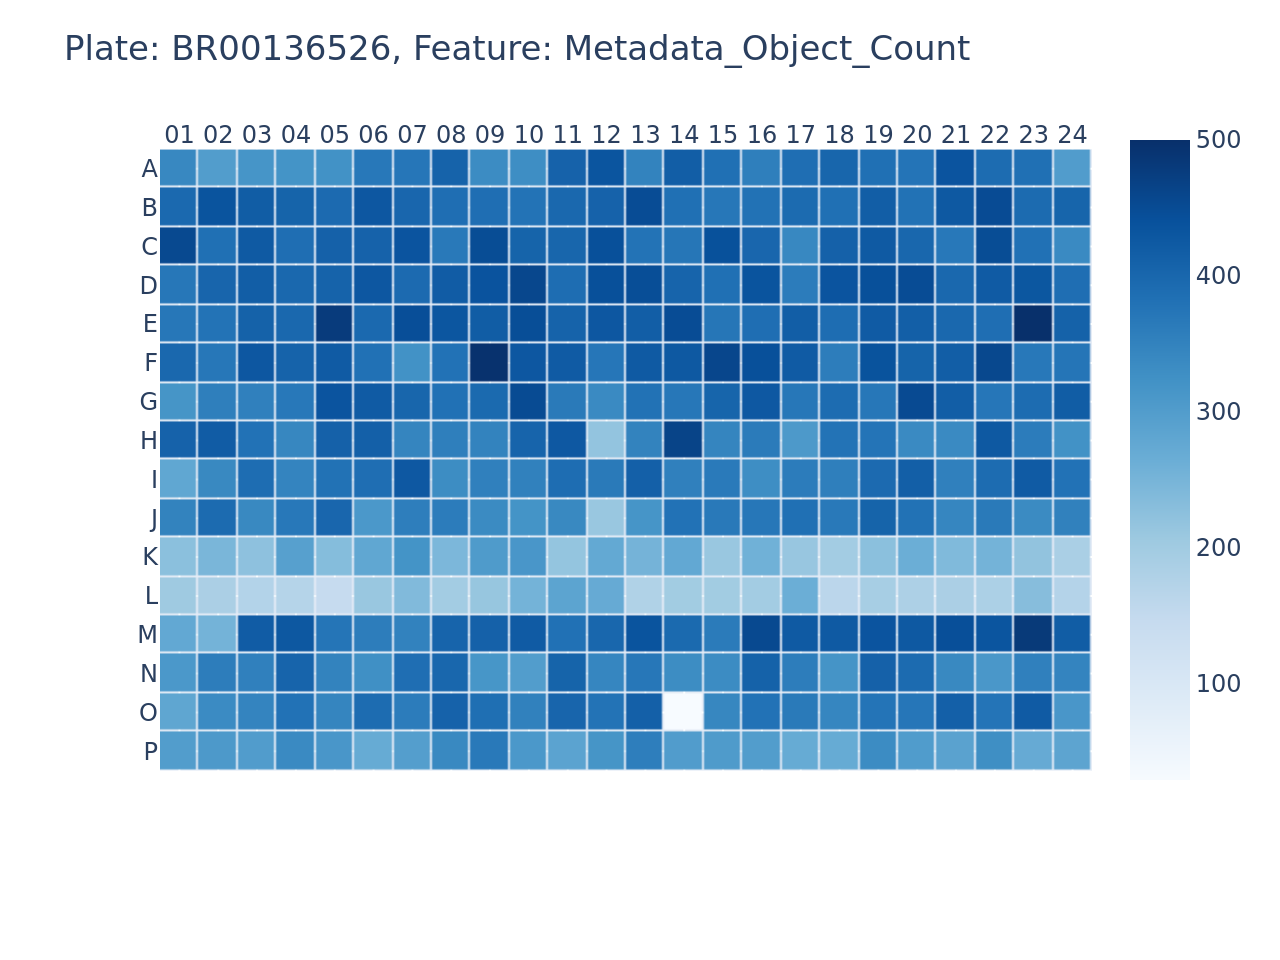 Plate: BR00136526, Feature: Metadata_Object_Count
01 02 03 04 05 06 07 08 09 10 11 12 13 14 15 16 17 18 19 20 21 22 23 24
A
B
C
D
E
F
G
H
I
J
K
L
M
N
O
P
500
400
300
200
100